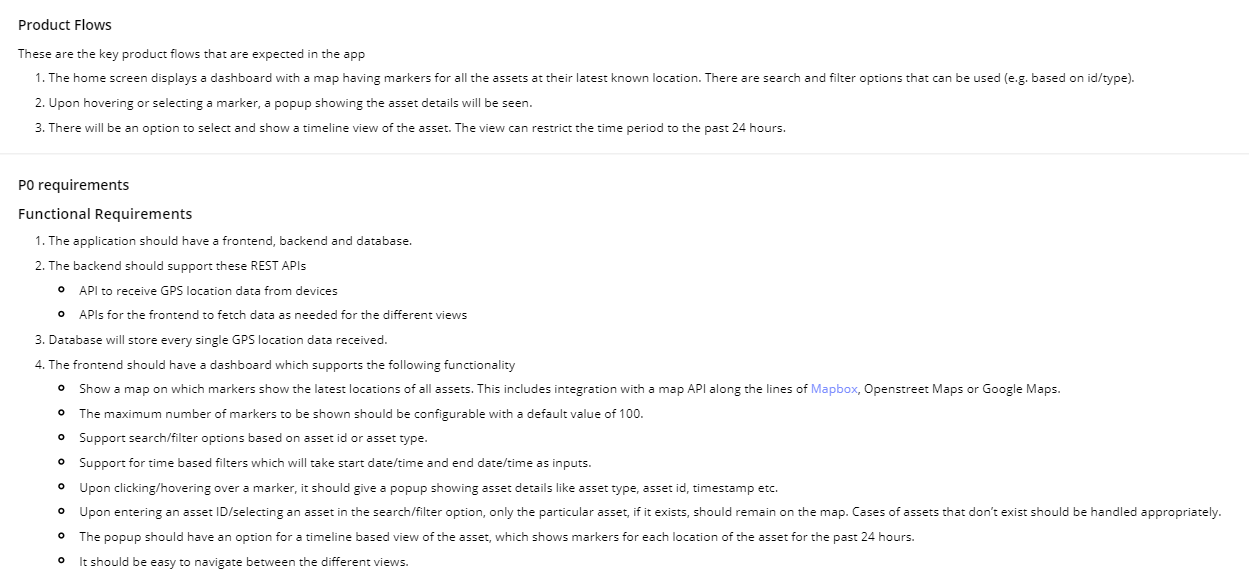 Product Flows
These are the key product flows that are expected in the app
1. The home screen displays a dashboard with a map having markers for all the assets at their latest known location. There are search and filter options that can be used (e.g. based on id/type).
2. Upon hovering or selecting a marker, a popup showing the asset details will be seen.
3. There will be an option to select and show a timeline view of the asset. The view can restrict the time period to the past 24 hours.
P0 requirements
Functional Requirements
1. The application should have a frontend, backend and database.
2. The backend should support these REST APIs
API to receive GPS location data from devices
APIs for the frontend to fetch data as needed for the different views
3. Database will store every single GPS location data received.
4. The frontend should have a dashboard which supports the following functionality
Show a map on which markers show the latest locations of all assets. This includes integration with a map API along the lines of Mapbox, Openstreet Maps or Google Maps.
The maximum number of markers to be shown should be configurable with a default value of 100.
Support search/filter options based on asset id or asset type.
Support for time based filters which will take start date/time and end date/time as inputs.
Upon clicking/hovering over a marker, it should give a popup showing asset details like asset type, asset id, timestamp etc.
Upon entering an asset ID/selecting an asset in the search/filter option, only the particular asset, if it exists, should remain on the map. Cases of assets that don't exist should be handled appropriately.
The popup should have an option for a timeline based view of the asset, which shows markers for each location of the asset for the past 24 hours.
It should be easy to navigate between the different views.